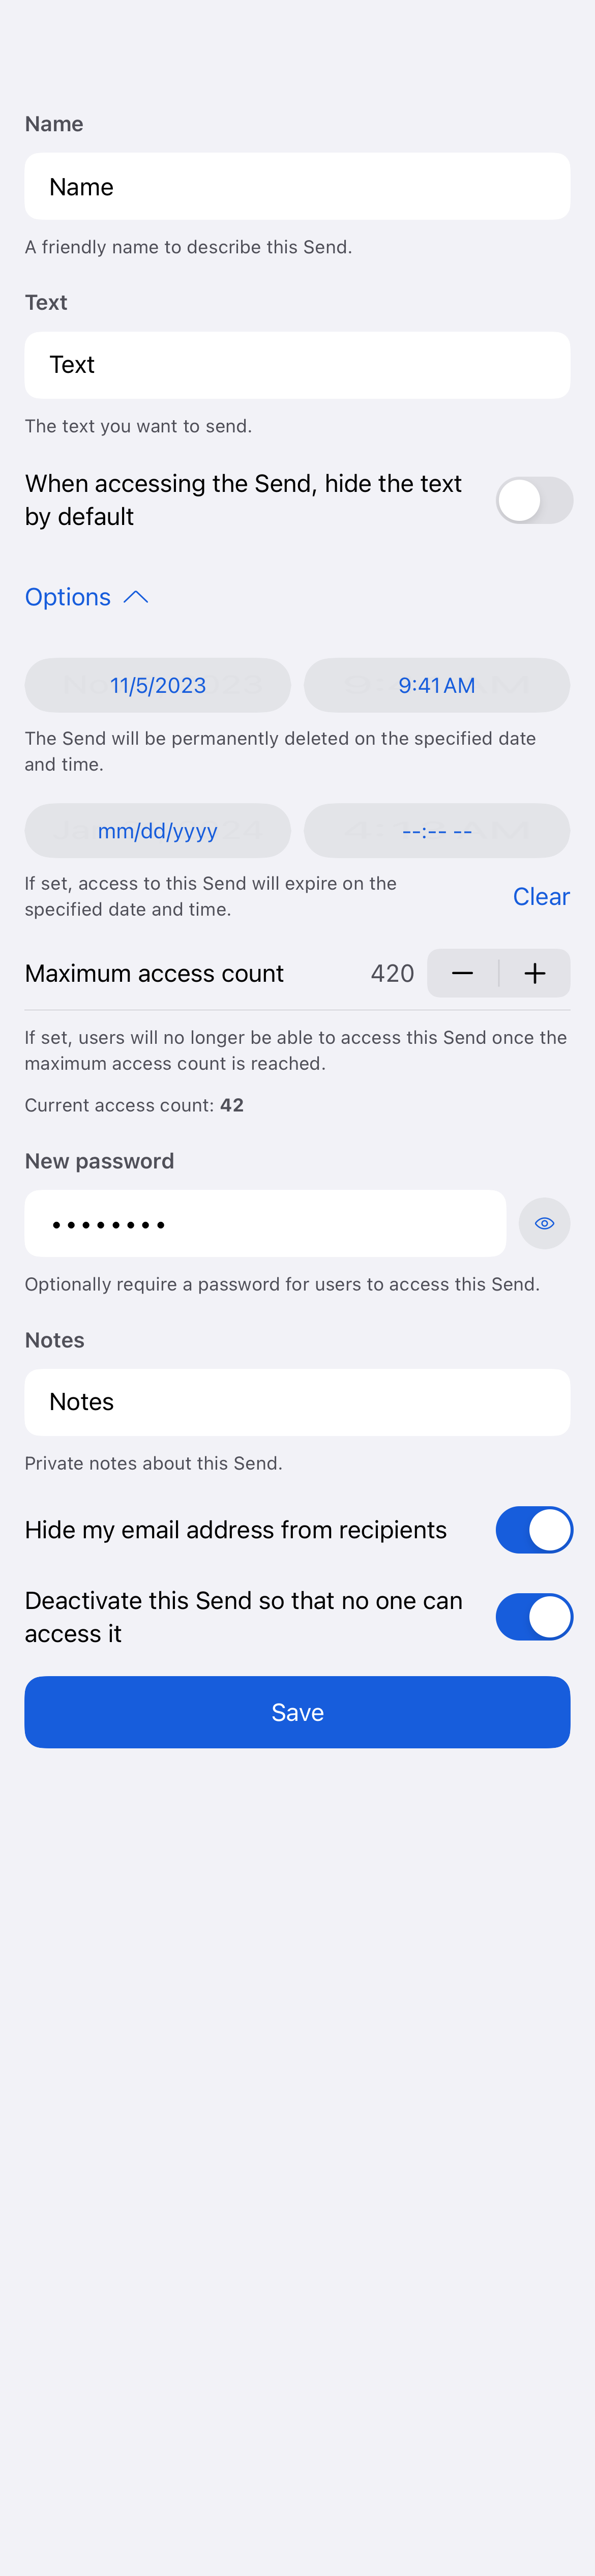 Name
Name
A friendly name to describe this Send.
Text
Text
The text you want to send.
When accessing the Send, hide the text
by default
Options
11/5/2023 9:41 AM
The Send will be permanently deleted on the specified date
and time.
mm/dd/yyyy --:-- --
If set, access to this Send will expire on the
specified date and time.
Clear
Maximum access count 420
If set, users will no longer be able to access this Send once the
maximum access count is reached.
Current access count: 42
New password
••••••••
Optionally require a password for users to access this Send.
Notes
Notes
Private notes about this Send.
Hide my email address from recipients
Deactivate this Send so that no one can
access it
Save